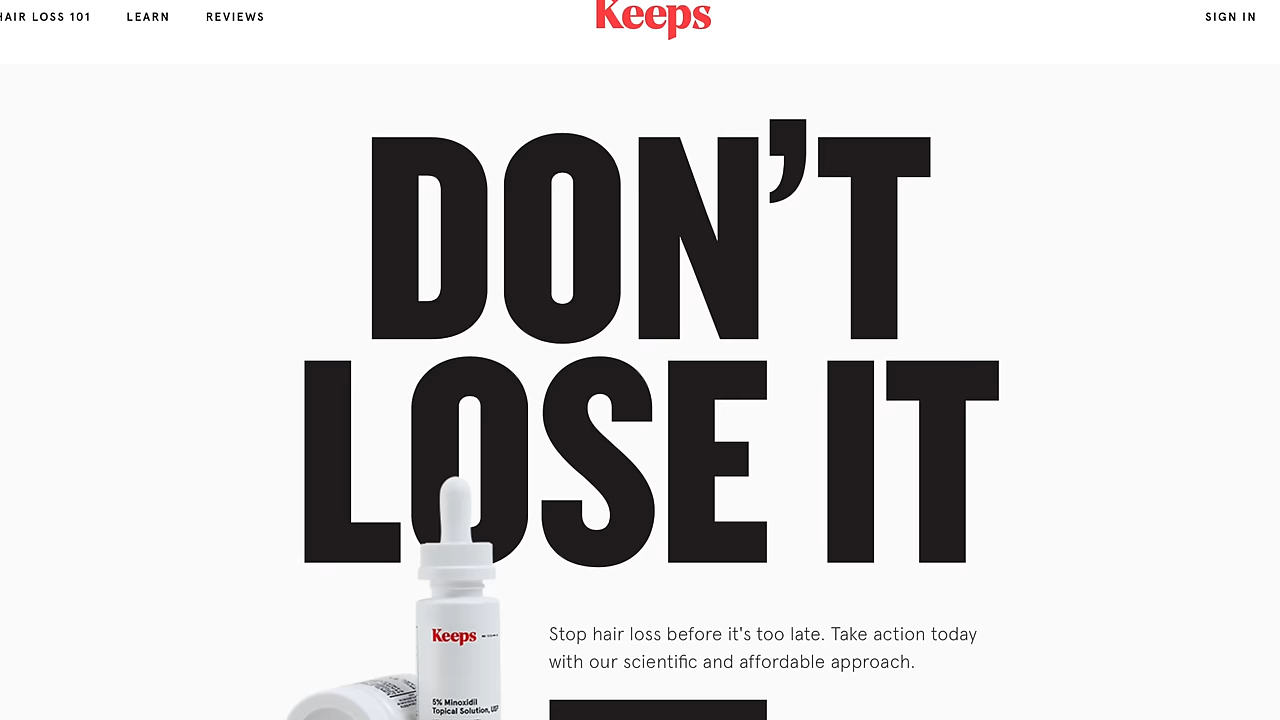 HAIR LOSS 101 LEARN REVIEWS Keeps SIGN IN
DON’T
LOSE IT
Keeps
Stop hair loss before it's too late. Take action today
with our scientific and affordable approach.
5% Minoxidil
Topical Solution, USP